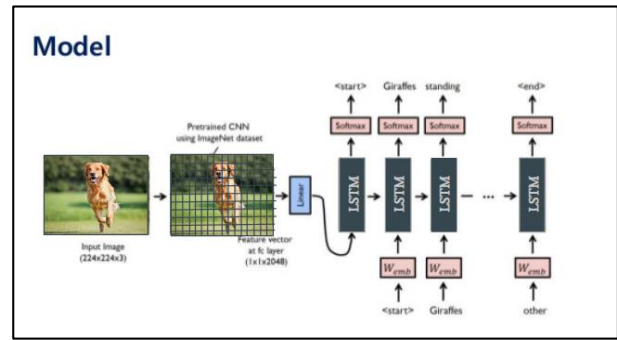 Model
<start> Giraffes standing <end>
Softmax Softmax Softmax Softmax
Pretrained CNN
using ImageNet dataset
Linear
LSTM LSTM LSTM ... LSTM
Input Image
(224x224x3)
Feature vector
at fc layer
(1x1x2048)
Wemb Wemb Wemb
<start> Giraffes other